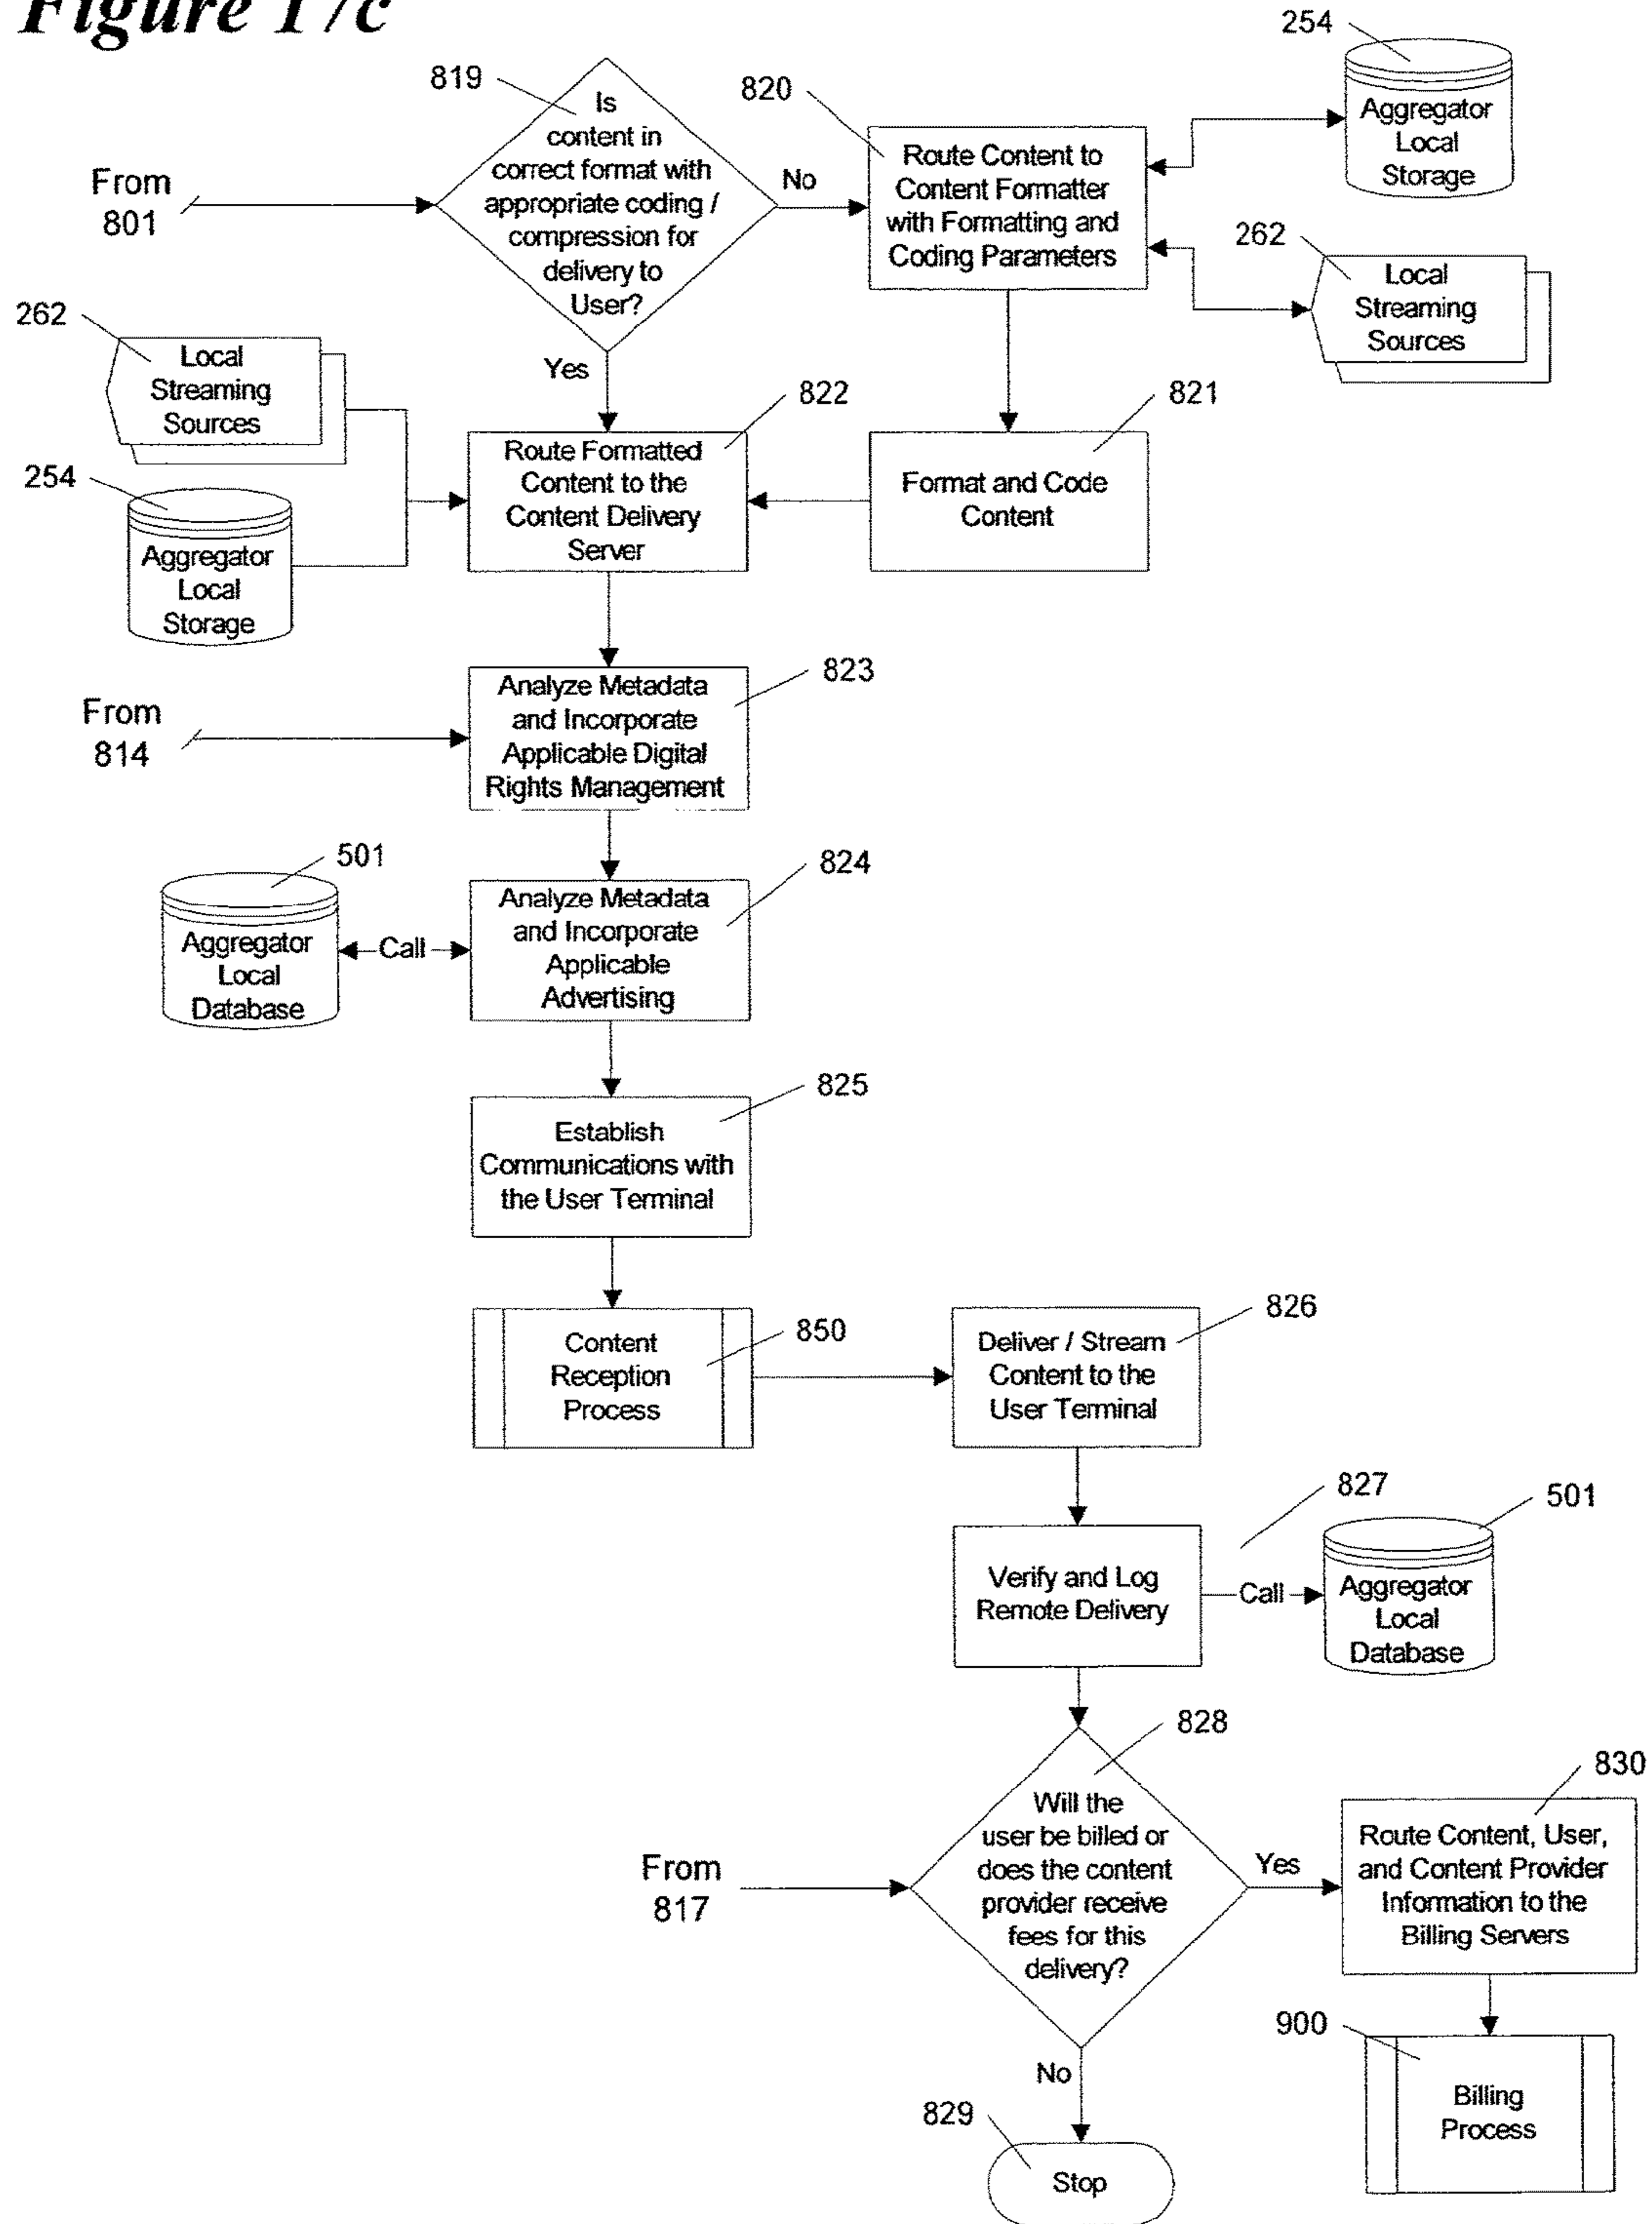 Figure 17c
254
819
820
Is
content in
correct format with
appropriate coding /
compression for
delivery to
User?
Aggregator
Local
Storage
From
801
No
Route Content to
Content Formatter
with Formatting and
Coding Parameters
262
Local
Streaming
Sources
262
Local
Streaming
Sources
Yes
822
821
254
Route Formatted
Content to the
Content Delivery
Server
Format and Code
Content
Aggregator
Local
Storage
823
From
814
Analyze Metadata
and Incorporate
Applicable Digital
Rights Management
501
824
Aggregator
Local
Database
Call
Analyze Metadata
and Incorporate
Applicable
Advertising
825
Establish
Communications with
the User Terminal
850
Content
Reception
Process
826
Deliver / Stream
Content to the
User Terminal
827
501
Verify and Log
Remote Delivery
Call
Aggregator
Local
Database
828
830
From
817
Will the
user be billed or
does the content
provider receive
fees for this
delivery?
Yes
Route Content, User,
and Content Provider
Information to the
Billing Servers
900
No
Billing
Process
829
Stop